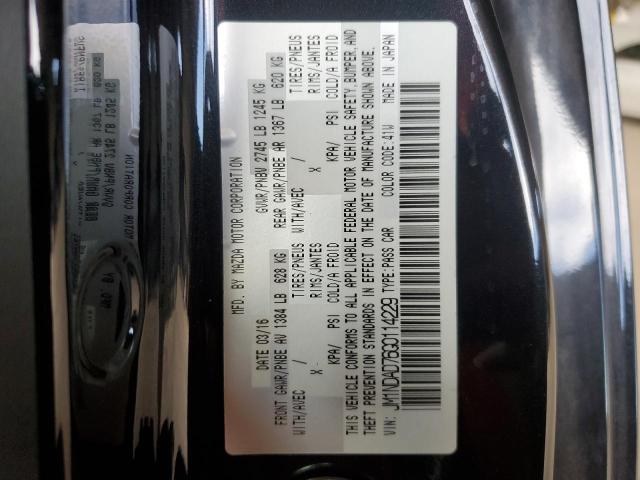 MFD. BY MAZDA MOTOR CORPORATION
DATE 03/16
GVWR/PNBV 2745 LB 1245 KG
FRONT GAWR/PNBE AV 1384 LB 628 KG
REAR GAWR/PNBE AR 1367 LB 620 KG
WITH/AVEC TIRES/PNEUS
WITH/AVEC TIRES/PNEUS
X RIMS/JANTES
X RIMS/JANTES
KPA/ PSI COLD/A FROID
KPA/ PSI COLD/A FROID
THIS VEHICLE CONFORMS TO ALL APPLICABLE FEDERAL MOTOR VEHICLE SAFETY, BUMPER, AND
THEFT PREVENTION STANDARDS IN EFFECT ON THE DATE OF MANUFACTURE SHOWN ABOVE.
VIN: JM1NDAD76G0114229 TYPE:PASS CAR COLOR CODE:41W MADE IN JAPAN